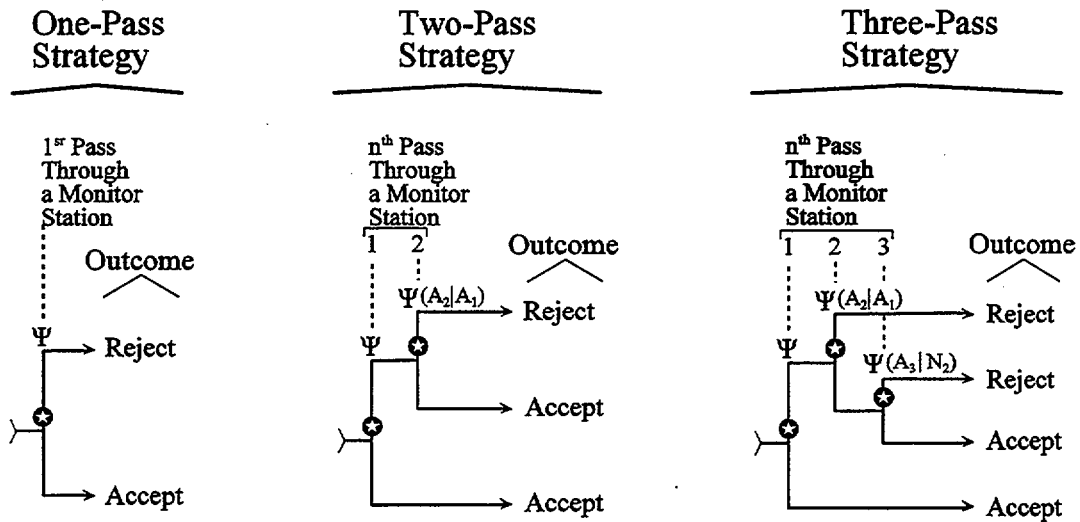 One-Pass
Strategy
1sr Pass
Through
a Monitor
Station
Outcome
Ψ
Reject
Accept
Two-Pass
Strategy
nth Pass
Through
a Monitor
Station
1 2
Outcome
Ψ(A₂|A₁)
Reject
Ψ
Accept
Accept
Three-Pass
Strategy
nth Pass
Through
a Monitor
Station
1 2 3
Outcome
Ψ(A₂|A₁)
Reject
Ψ
Ψ(A₃|N₂)
Reject
Accept
Accept